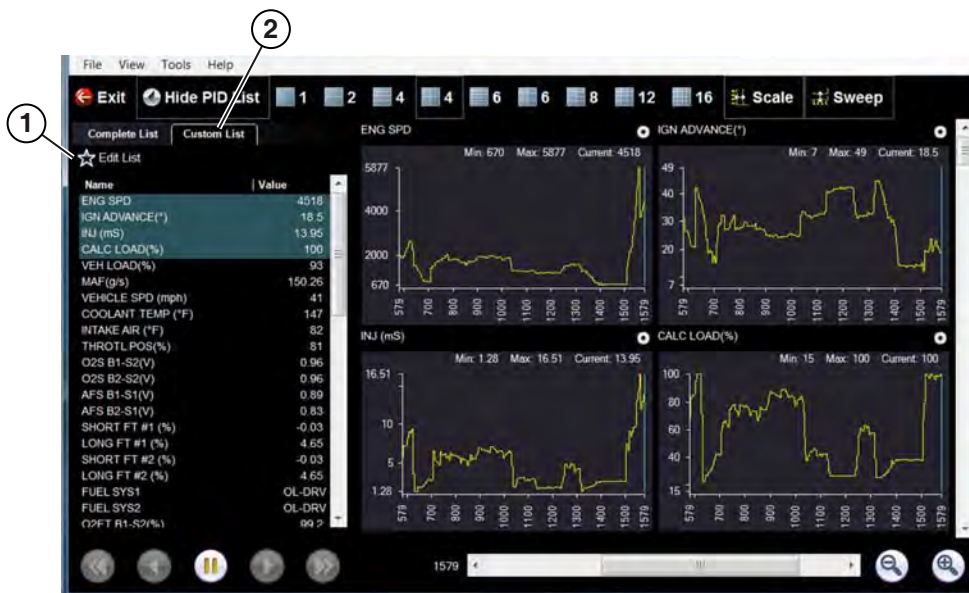 2
File View Tools Help
Exit Hide PID List 1 2 4 4 6 6 8 12 16 Scale Sweep
1
Complete List Custom List
Edit List
Name Value
ENG SPD 4518
IGN ADVANCE(°) 18.5
INJ (mS) 13.95
CALC LOAD(%) 100
VEH LOAD(%) 93
MAF(g/s) 150.26
VEHICLE SPD (mph) 41
COOLANT TEMP (°F) 147
INTAKE AIR (°F) 82
THROTL POS(%) 81
O2S B1-S2(V) 0.96
O2S B2-S2(V) 0.96
AFS B1-S1(V) 0.89
AFS B2-S1(V) 0.83
SHORT FT #1 (%) -0.03
LONG FT #1 (%) 4.65
SHORT FT #2 (%) -0.03
LONG FT #2 (%) 4.65
FUEL SYS1 OL-DRV
FUEL SYS2 OL-DRV
O2FT B1-S2(%) 99.2
ENG SPD
Min: 670 Max: 5877 Current: 4518
5877
4000
2000
670
579 700 800 900 1000 1100 1200 1300 1400 1500 1579
IGN ADVANCE(°)
Min: 7 Max: 49 Current: 18.5
49
40
30
20
7
579 700 800 900 1000 1100 1200 1300 1400 1500 1579
INJ (mS)
Min: 1.28 Max: 16.51 Current: 13.95
16.51
10
5
1.28
579 700 800 900 1000 1100 1200 1300 1400 1500 1579
CALC LOAD(%)
Min: 15 Max: 100 Current: 100
100
80
60
40
15
579 700 800 900 1000 1100 1200 1300 1400 1500 1579
1579